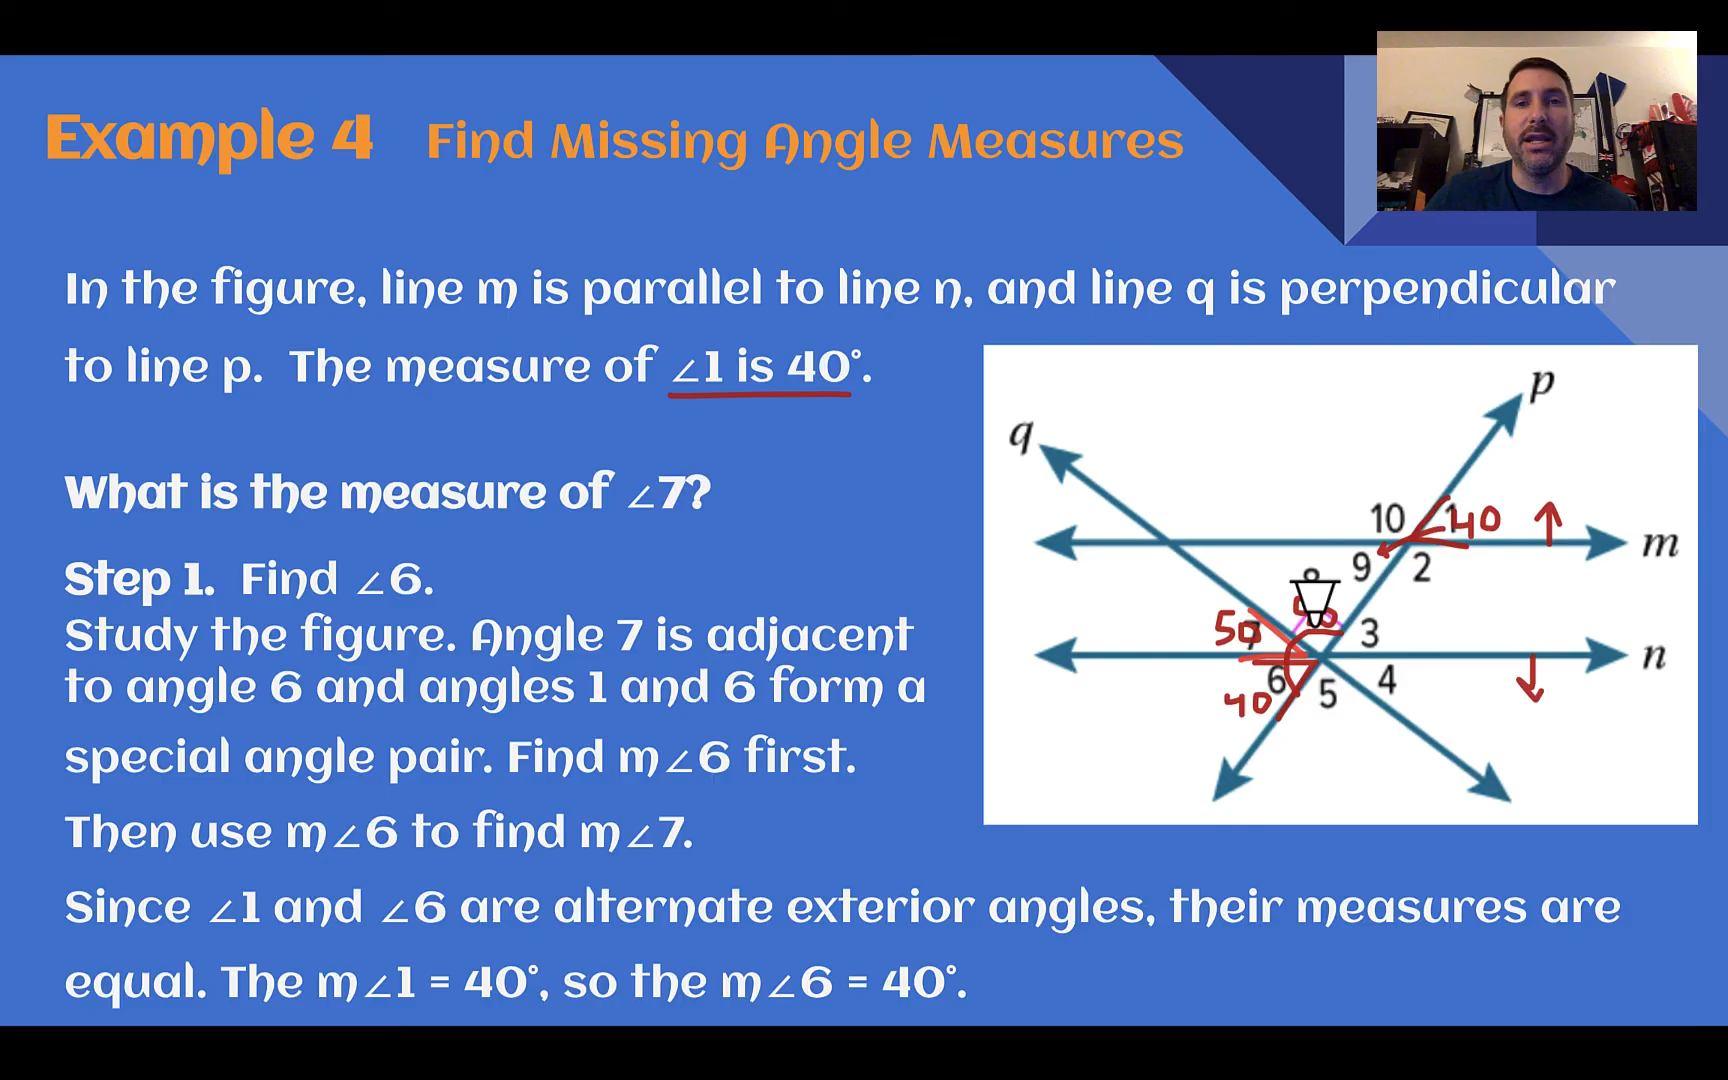 Example 4 Find Missing Angle Measures
In the figure, line m is parallel to line n, and line q is perpendicular
to line p. The measure of ∠1 is 40°.
What is the measure of ∠7?
Step 1. Find ∠6.
Study the figure. Angle 7 is adjacent
to angle 6 and angles 1 and 6 form a
special angle pair. Find m∠6 first.
Then use m∠6 to find m∠7.
Since ∠1 and ∠6 are alternate exterior angles, their measures are
equal. The m∠1 = 40°, so the m∠6 = 40°.
p
q
10 1 40
m
9 2
8
50 7 3
n
6 5 4
40